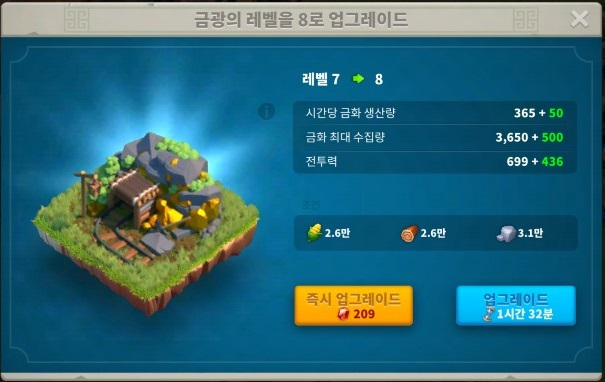 금광의 레벨을 8로 업그레이드
레벨 7 8
시간당 금화 생산량 365 + 50
금화 최대 수집량 3,650 + 500
전투력 699 + 436
조건
2.6만 2.6만 3.1만
즉시 업그레이드 업그레이드
209 1시간 32분